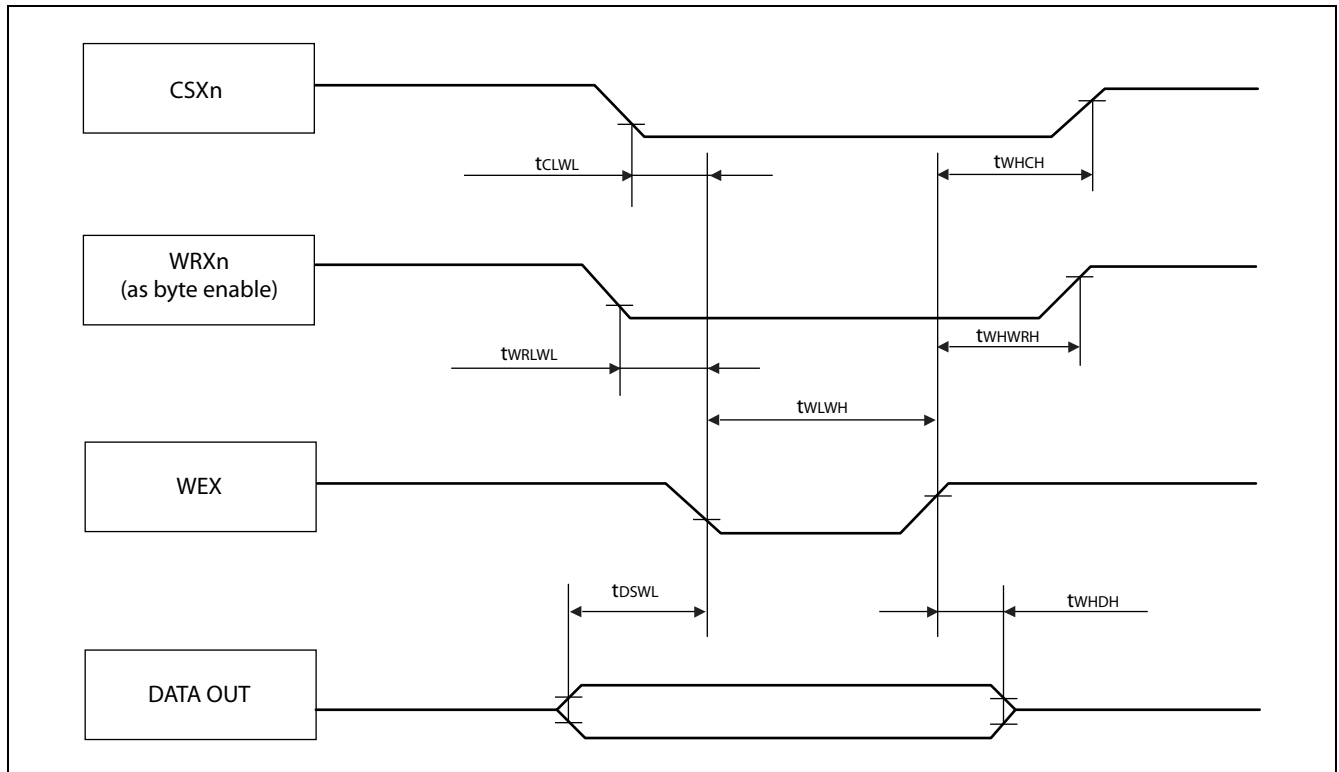 CSXn
tCLWL
tWHCH
WRXn
(as byte enable)
tWRLWL
tWHWRH
tWLWH
WEX
tDSWL
tWHDH
DATA OUT